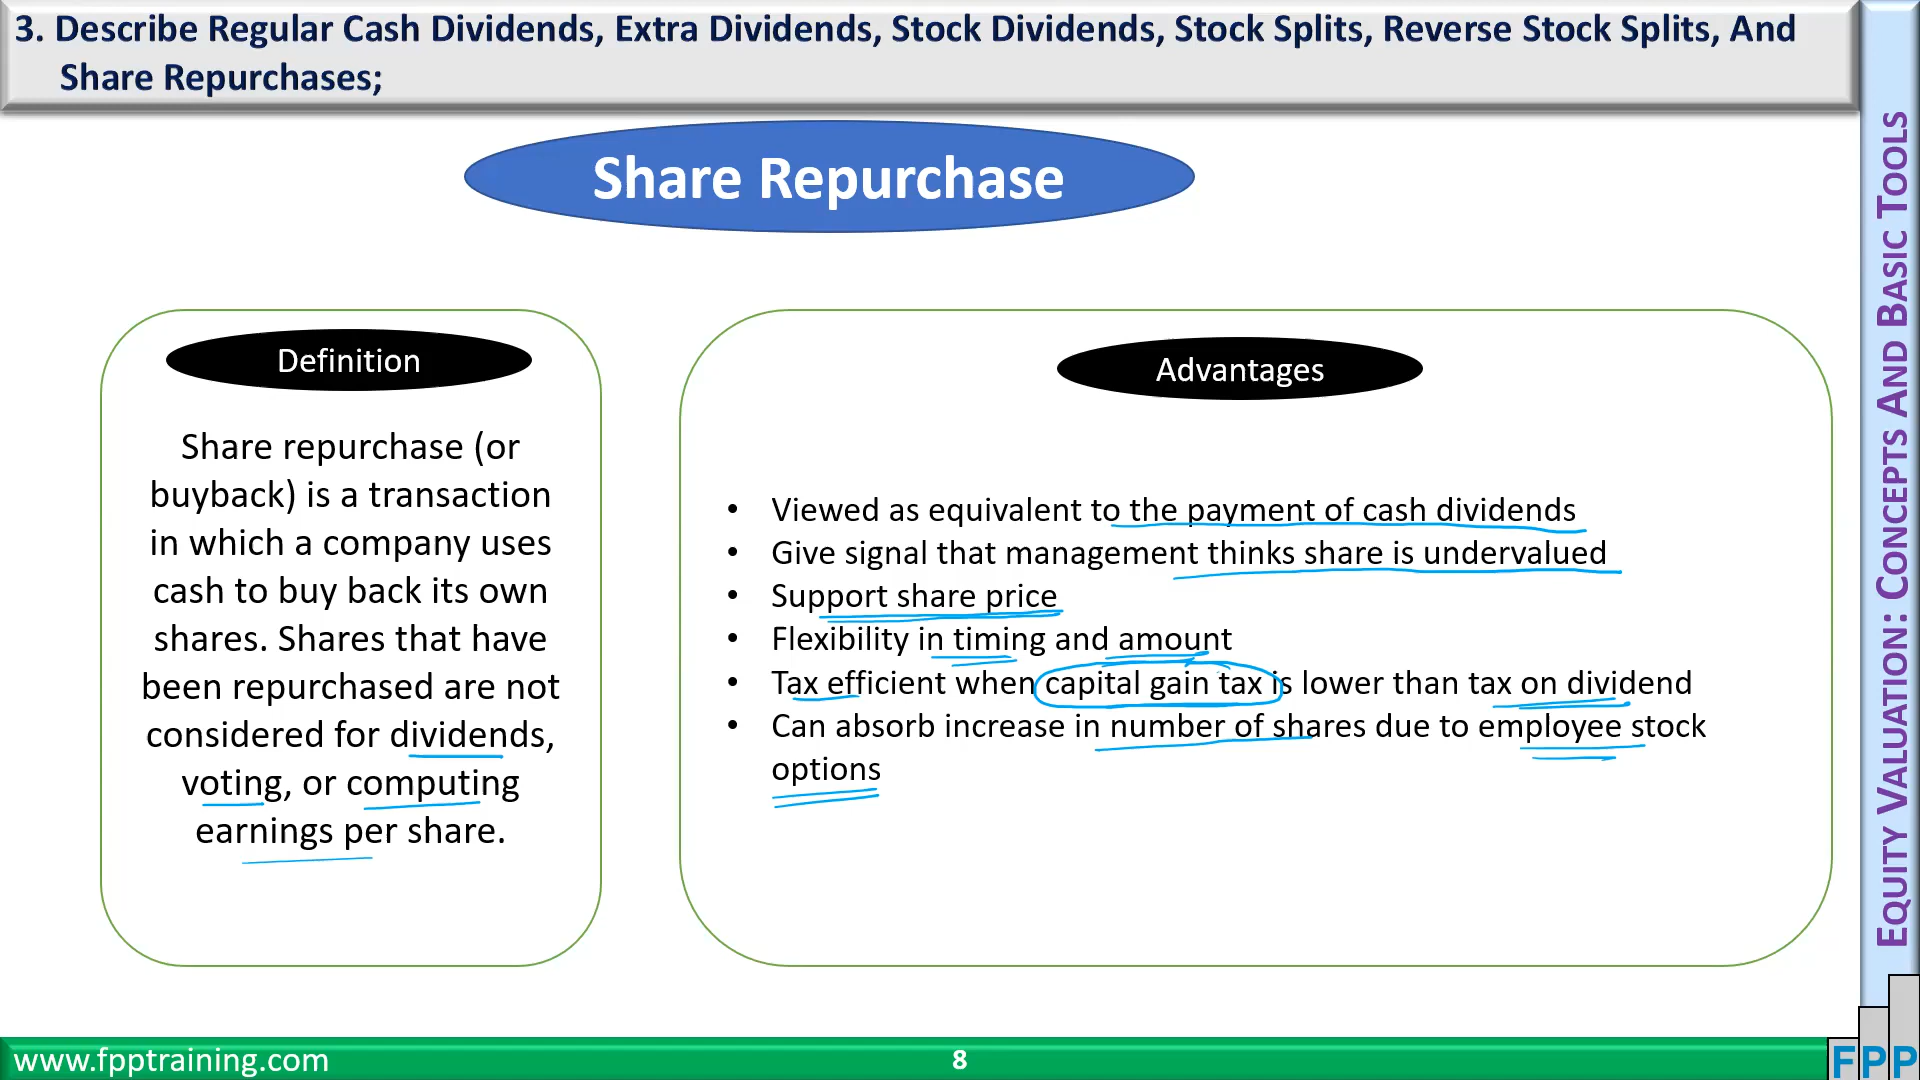 3. Describe Regular Cash Dividends, Extra Dividends, Stock Dividends, Stock Splits, Reverse Stock Splits, And
Share Repurchases;
Share Repurchase
Definition
Share repurchase (or
buyback) is a transaction
in which a company uses
cash to buy back its own
shares. Shares that have
been repurchased are not
considered for dividends,
voting, or computing
earnings per share.
Advantages
• Viewed as equivalent to the payment of cash dividends
• Give signal that management thinks share is undervalued
• Support share price
• Flexibility in timing and amount
• Tax efficient when capital gain tax is lower than tax on dividend
• Can absorb increase in number of shares due to employee stock
options
EQUITY VALUATION: CONCEPTS AND BASIC TOOLS
www.fpptraining.com
8
FPP